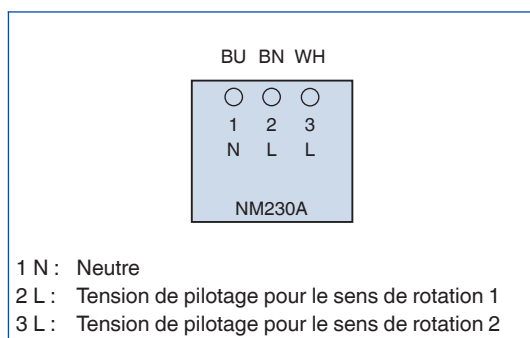 BU BN WH
1 2 3
N L L
NM230A
1 N : Neutre
2 L : Tension de pilotage pour le sens de rotation 1
3 L : Tension de pilotage pour le sens de rotation 2